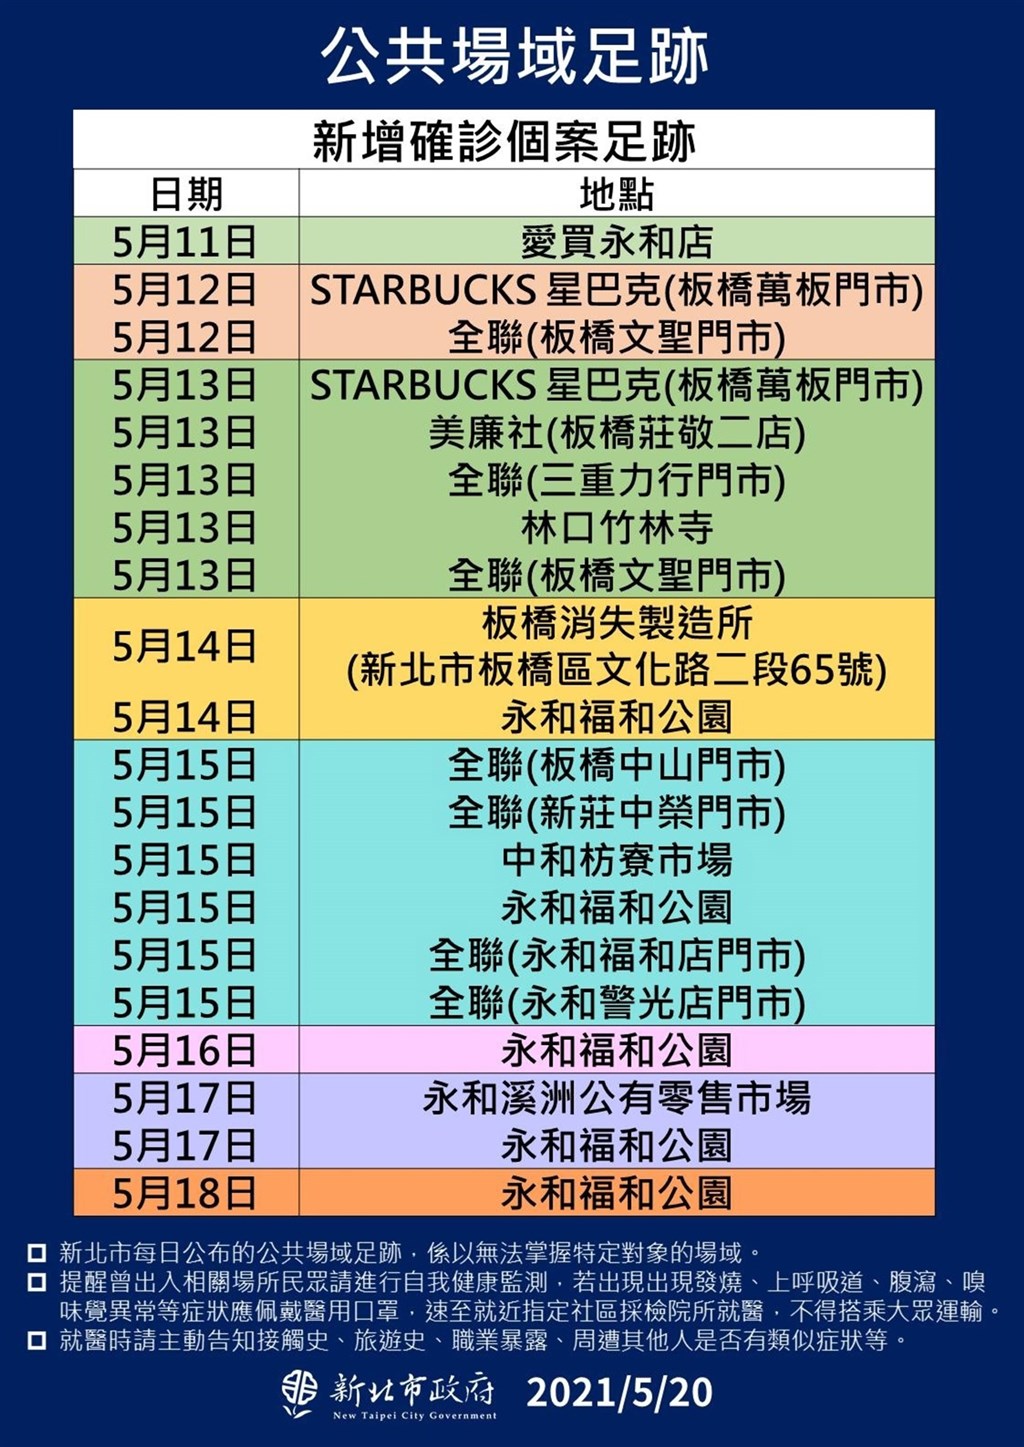 公共場域足跡
新增確診個案足跡
日期 地點
5月11日 愛買永和店
5月12日 STARBUCKS 星巴克(板橋萬板門市)
5月12日 全聯(板橋文聖門市)
5月13日 STARBUCKS 星巴克(板橋萬板門市)
5月13日 美廉社(板橋莊敬二店)
5月13日 全聯(三重力行門市)
5月13日 林口竹林寺
5月13日 全聯(板橋文聖門市)
5月14日 板橋消失製造所
(新北市板橋區文化路二段65號)
5月14日 永和福和公園
5月15日 全聯(板橋中山門市)
5月15日 全聯(新莊中榮門市)
5月15日 中和枋寮市場
5月15日 永和福和公園
5月15日 全聯(永和福和店門市)
5月15日 全聯(永和警光店門市)
5月16日 永和福和公園
5月17日 永和溪洲公有零售市場
5月17日 永和福和公園
5月18日 永和福和公園
新北市每日公布的公共場域足跡，係以無法掌握特定對象的場域。
提醒曾出入相關場所民眾請進行自我健康監測，若出現出現發燒、上呼吸道、腹瀉、嗅
味覺異常等症狀應佩戴醫用口罩，速至就近指定社區採檢院所就醫，不得搭乘大眾運輸。
就醫時請主動告知接觸史、旅遊史、職業暴露、周遭其他人是否有類似症狀等。
新北市政府 2021/5/20
New Taipei City Government